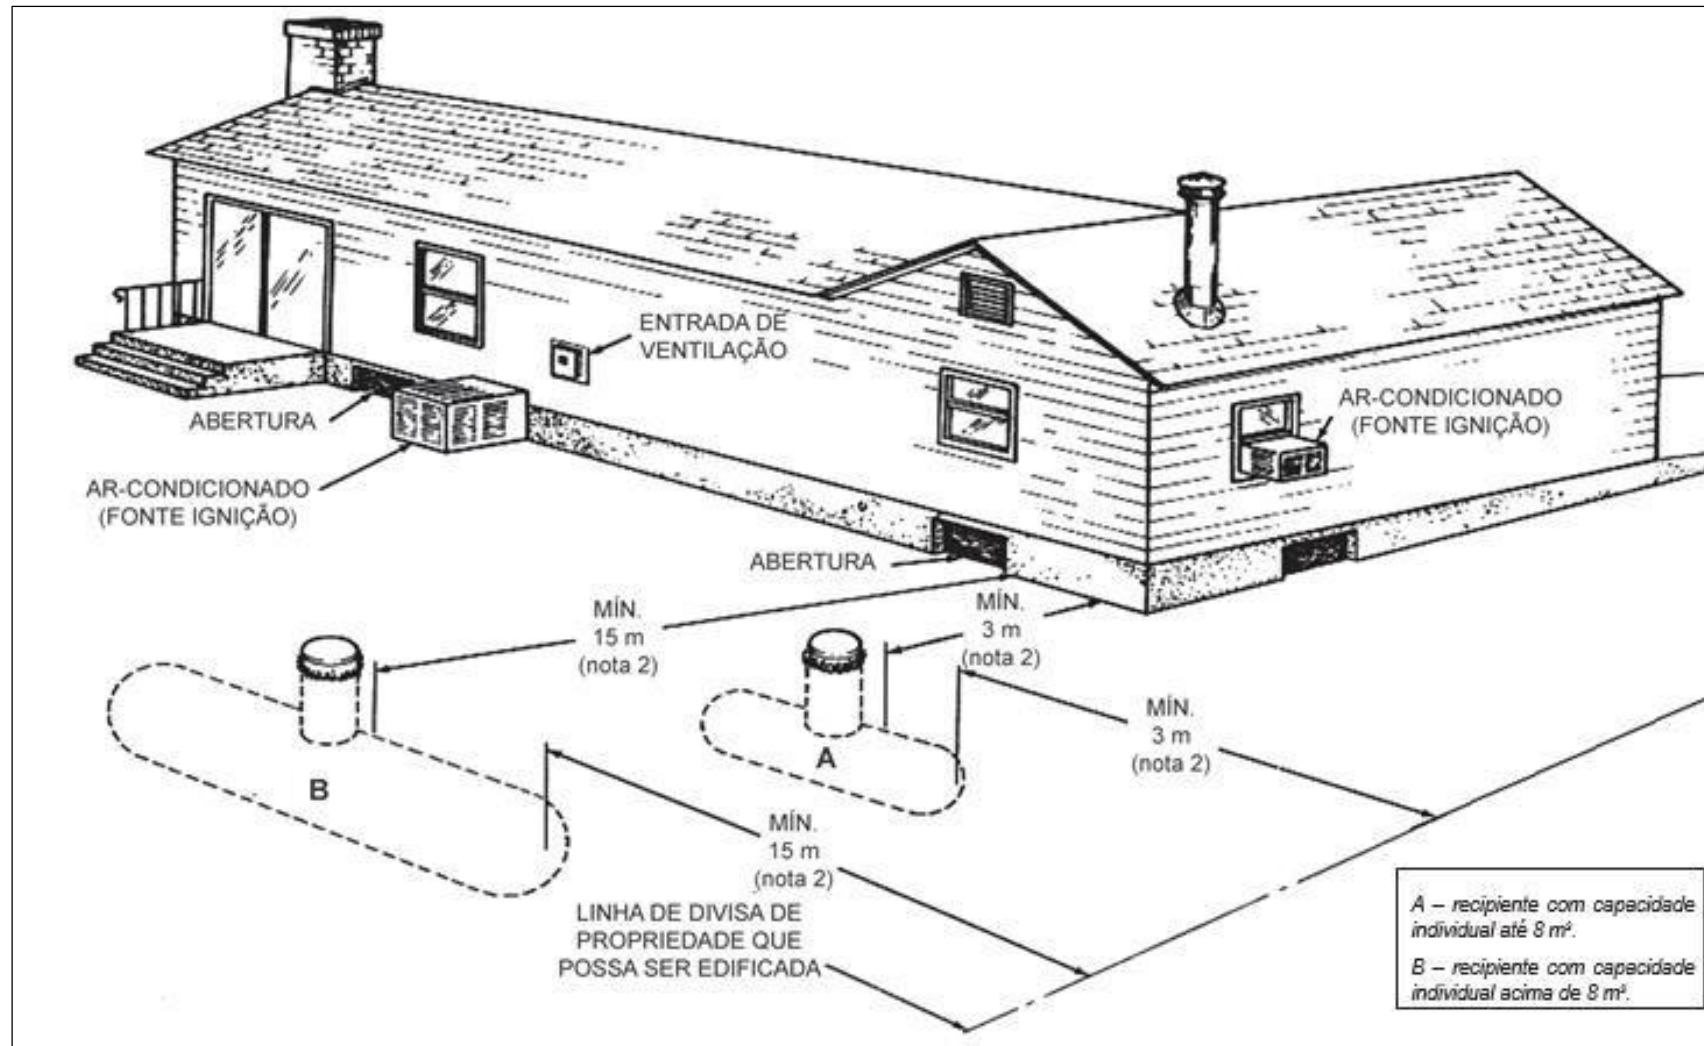 ENTRADA DE
VENTILAÇÃO
ABERTURA
AR-CONDICIONADO
(FONTE IGNIÇÃO)
AR-CONDICIONADO
(FONTE IGNIÇÃO)
ABERTURA
MÍN.
15 m
(nota 2)
MÍN.
3 m
(nota 2)
MÍN.
3 m
(nota 2)
A
B
MÍN.
15 m
(nota 2)
LINHA DE DIVISA DE
PROPRIEDADE QUE
POSSA SER EDIFICADA
A – recipiente com capacidade
individual até 8 m³.
B – recipiente com capacidade
individual acima de 8 m³.